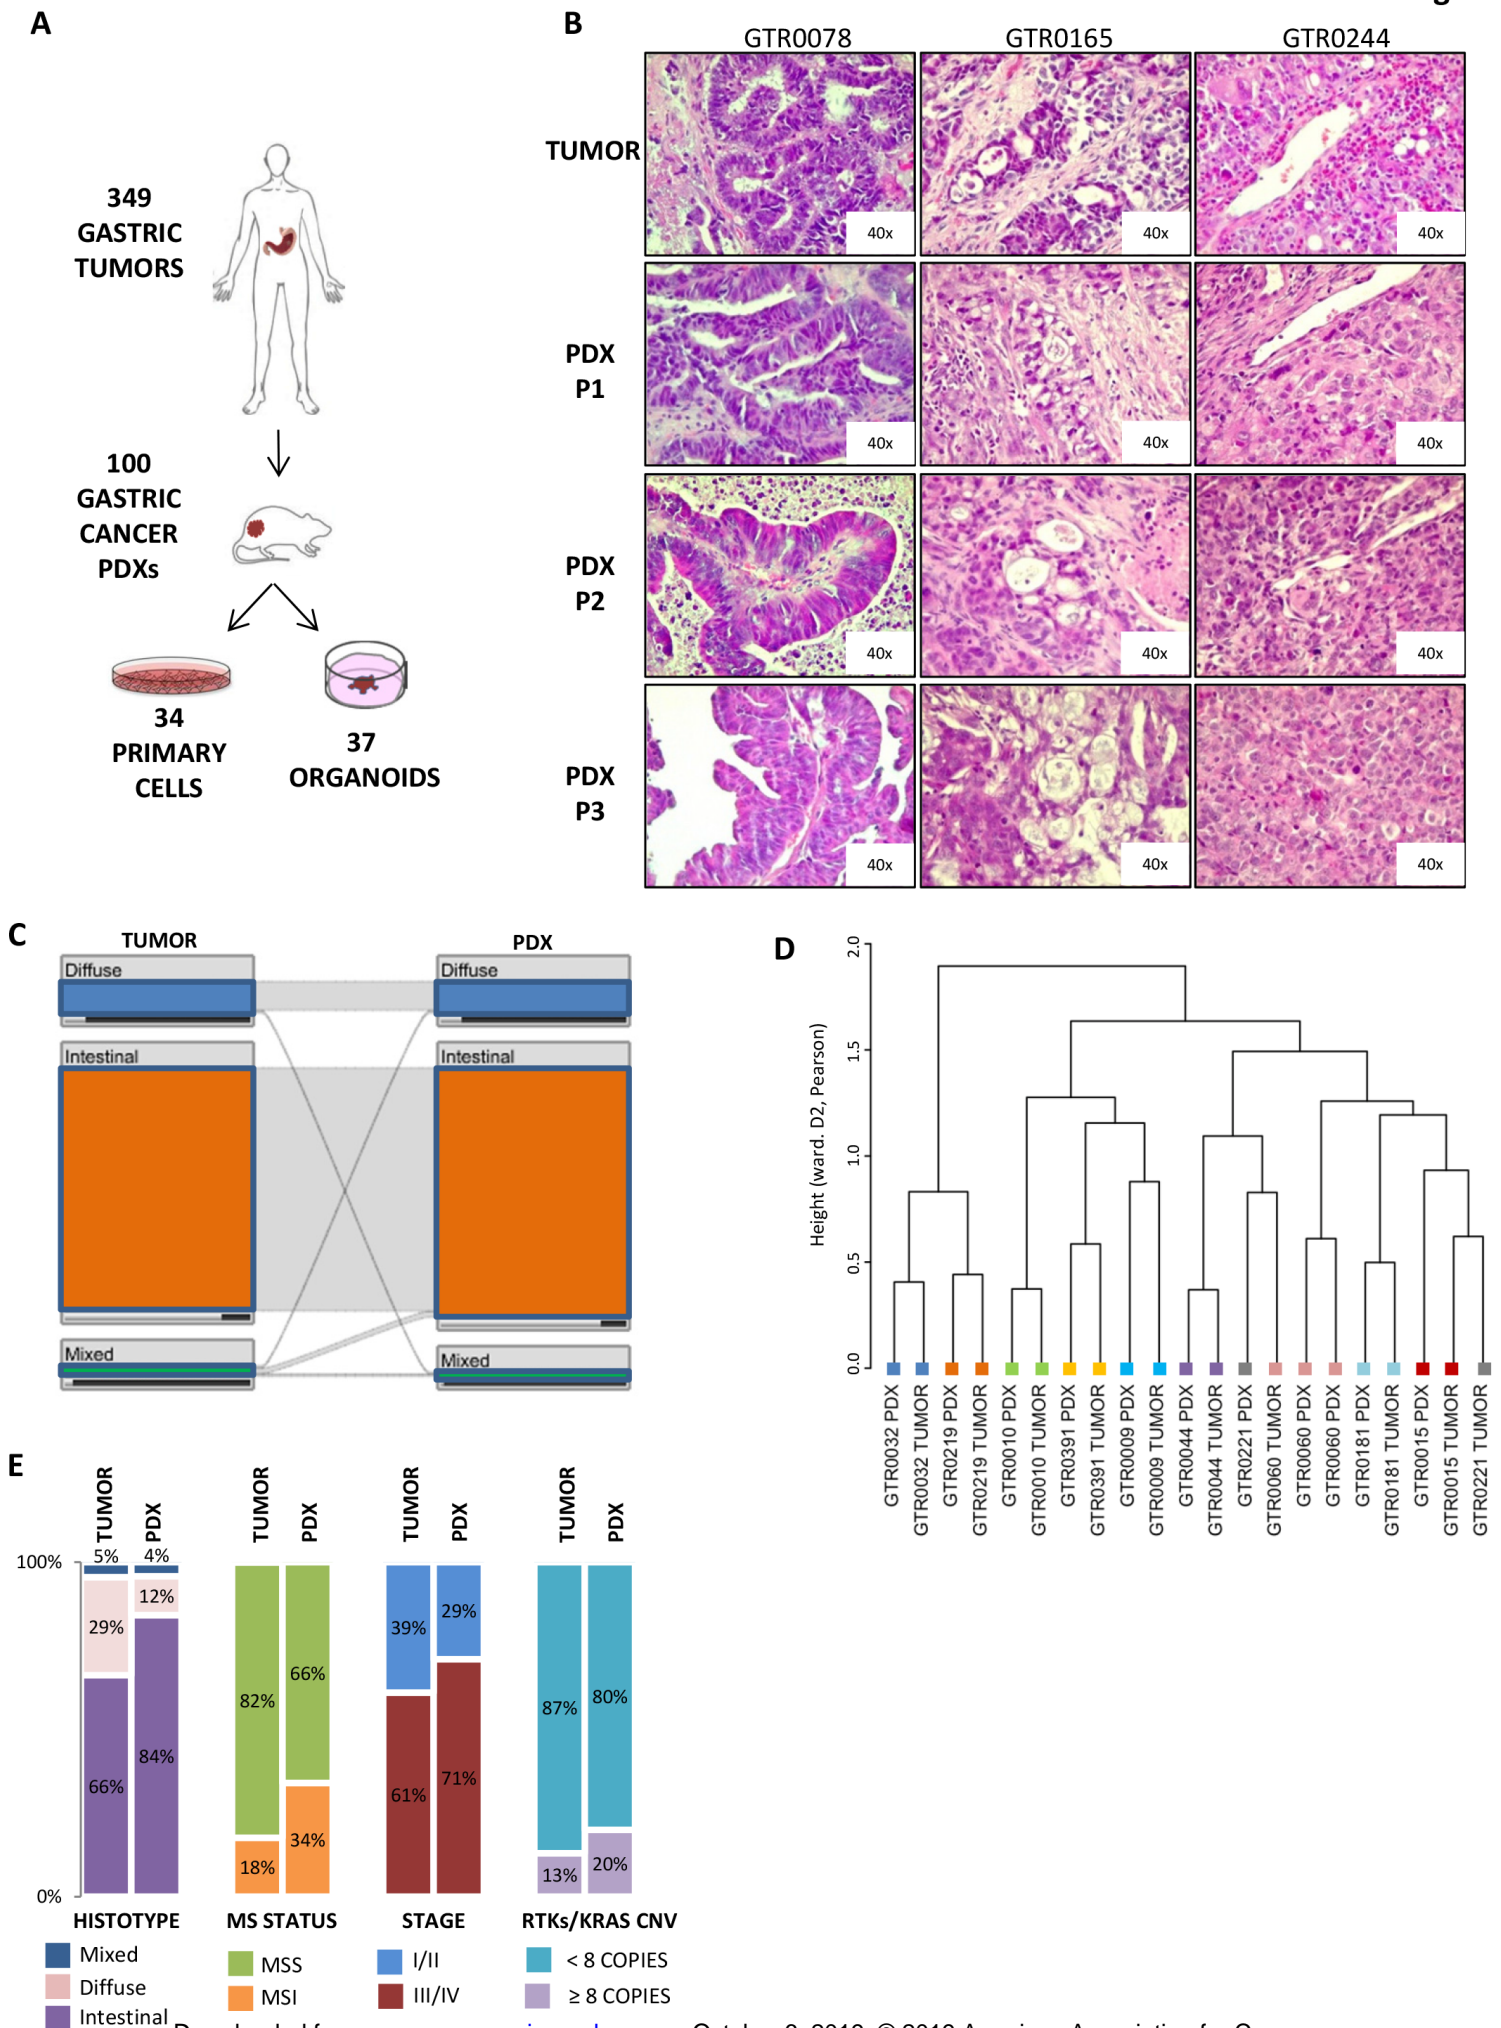 A
B
GTR0078
GTR0165
GTR0244
349
GASTRIC
TUMORS
100
GASTRIC
CANCER
PDXs
34
PRIMARY
CELLS
37
ORGANOIDS
TUMOR
40x
40x
40x
PDX
P1
40x
40x
40x
PDX
P2
40x
40x
40x
PDX
P3
40x
40x
40x
C
TUMOR
PDX
Diffuse
Diffuse
Intestinal
Intestinal
Mixed
Mixed
D
Height (ward. D2, Pearson)
2.0
1.5
1.0
0.5
0.0
GTR0032 PDX
GTR0032 TUMOR
GTR0219 PDX
GTR0219 TUMOR
GTR0010 PDX
GTR0010 TUMOR
GTR0391 PDX
GTR0391 TUMOR
GTR0009 PDX
GTR0009 TUMOR
GTR0044 PDX
GTR0044 TUMOR
GTR0221 PDX
GTR0060 TUMOR
GTR0060 PDX
GTR0060 PDX
GTR0181 PDX
GTR0181 TUMOR
GTR0015 PDX
GTR0015 TUMOR
GTR0221 TUMOR
E
TUMOR
PDX
TUMOR
PDX
TUMOR
PDX
TUMOR
PDX
100%
0%
5%
4%
29%
12%
66%
84%
82%
66%
18%
34%
39%
29%
61%
71%
87%
80%
13%
20%
HISTOTYPE
Mixed
Diffuse
Intestinal
MS STATUS
MSS
MSI
STAGE
I/II
III/IV
RTKs/KRAS CNV
< 8 COPIES
≥ 8 COPIES